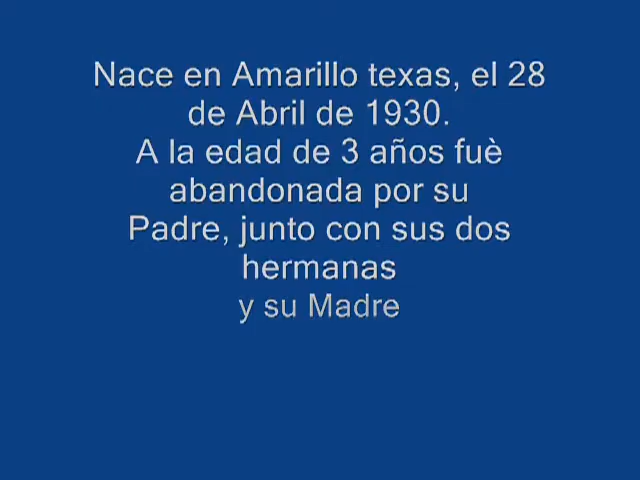 Nace en Amarillo texas, el 28
de Abril de 1930.
A la edad de 3 años fuè
abandonada por su
Padre, junto con sus dos
hermanas
y su Madre